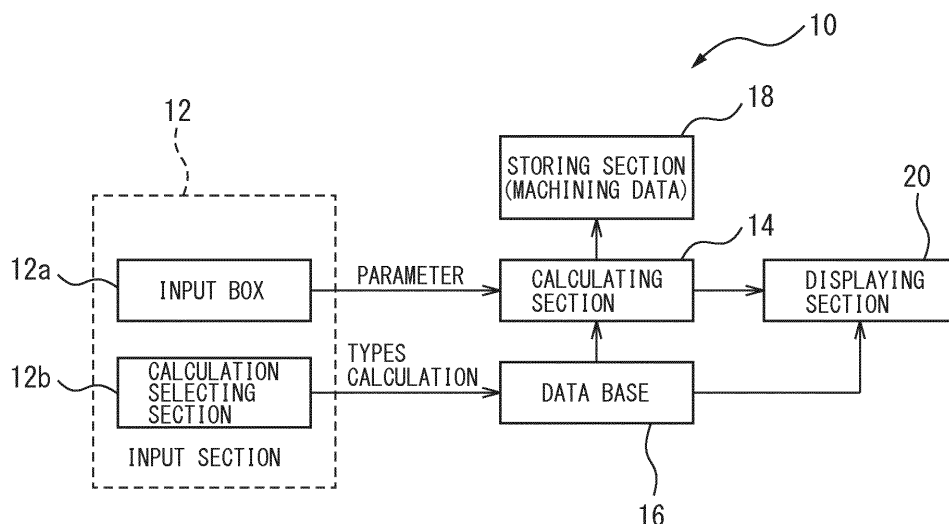 10
12
18
STORING SECTION
(MACHINING DATA)
20
14
12a
INPUT BOX
PARAMETER
CALCULATING
SECTION
DISPLAYING
SECTION
12b
CALCULATION
SELECTING
SECTION
TYPES
CALCULATION
DATA BASE
INPUT SECTION
16